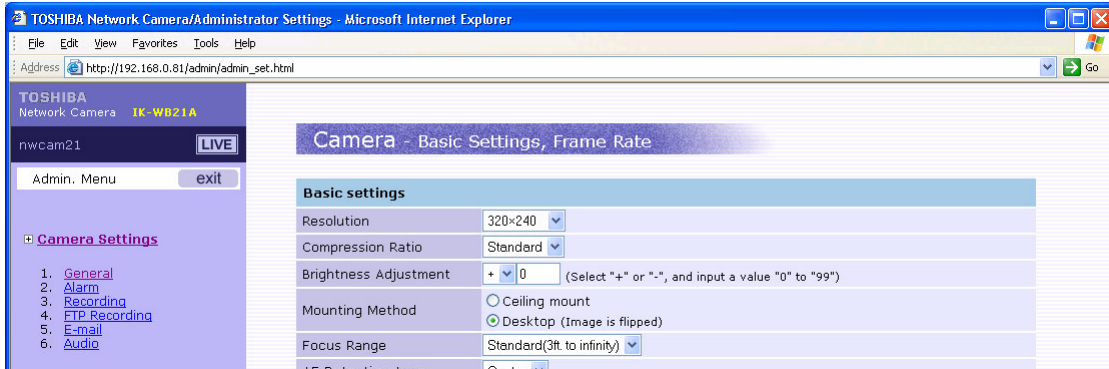 TOSHIBA Network Camera/Administrator Settings - Microsoft Internet Explorer
File Edit View Favorites Tools Help
Address http://192.168.0.81/admin/admin_set.html Go
TOSHIBA
Network Camera IK-WB21A
nwcam21 LIVE
Admin. Menu exit
Camera Settings
1. General
2. Alarm
3. Recording
4. FTP Recording
5. E-mail
6. Audio
Camera - Basic Settings, Frame Rate
Basic settings
Resolution 320×240
Compression Ratio Standard
Brightness Adjustment + 0 (Select "+" or "-", and input a value "0" to "99")
Mounting Method Ceiling mount
Desktop (Image is flipped)
Focus Range Standard(3ft. to infinity)